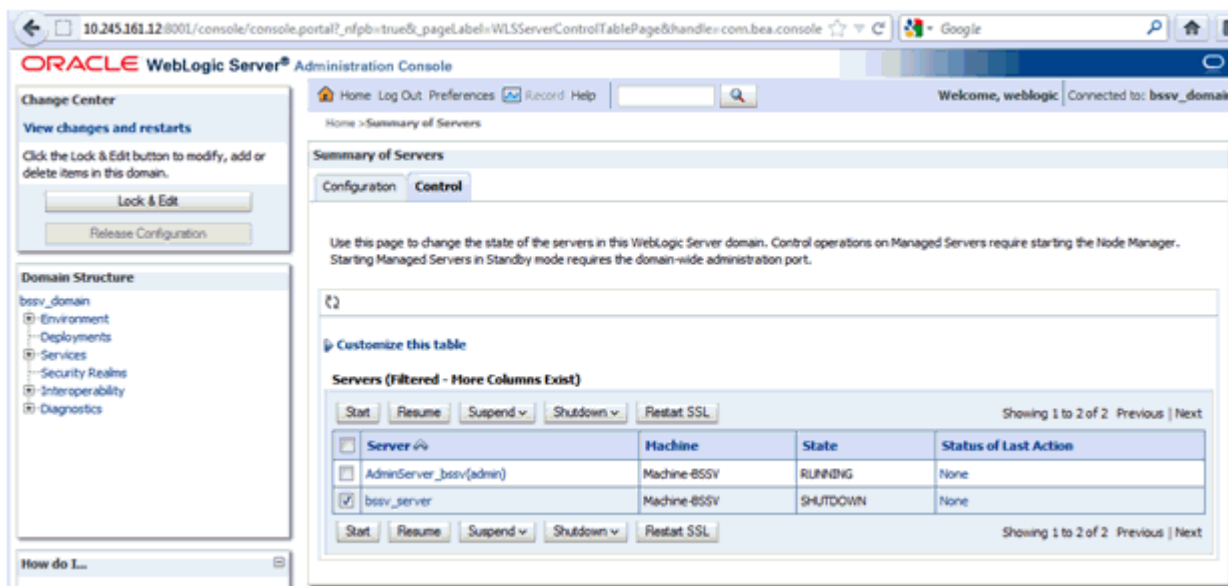 10.245.161.12:8001/console/console.portal?_nfpb=true&_pageLabel=WLSServerControlTablePage&handle=com.bea.console
Google
ORACLE WebLogic Server® Administration Console
Change Center
View changes and restarts
Click the Lock & Edit button to modify, add or
delete items in this domain.
Lock & Edit
Release Configuration
Domain Structure
bssv_domain
Environment
Deployments
Services
Security Realms
Interoperability
Diagnostics
How do I...
Home Log Out Preferences Record Help
Welcome, weblogic Connected to: bssv_domain
Home >Summary of Servers
Summary of Servers
Configuration Control
Use this page to change the state of the servers in this WebLogic Server domain. Control operations on Managed Servers require starting the Node Manager.
Starting Managed Servers in Standby mode requires the domain-wide administration port.
Customize this table
Servers (Filtered - More Columns Exist)
Start Resume Suspend Shutdown Restart SSL Showing 1 to 2 of 2 Previous | Next
Server Machine State Status of Last Action
AdminServer_bssv(admin) Machine-BSSV RUNNING None
bssv_server Machine-BSSV SHUTDOWN None
Start Resume Suspend Shutdown Restart SSL Showing 1 to 2 of 2 Previous | Next